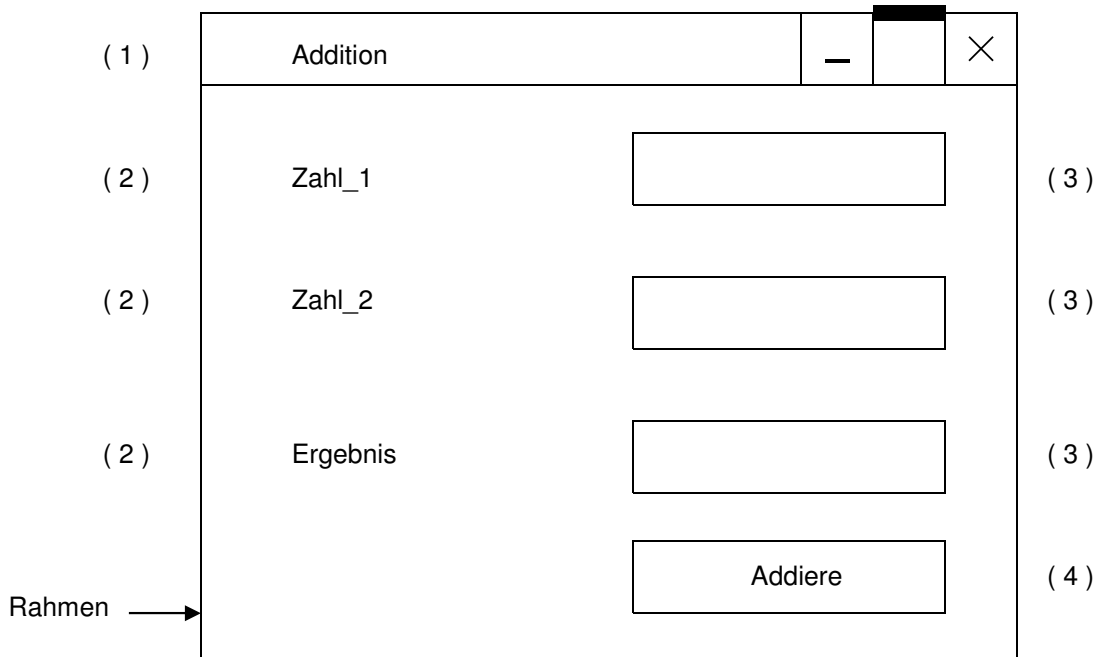 ( 1 ) Addition
( 2 ) Zahl_1 ( 3 )
( 2 ) Zahl_2 ( 3 )
( 2 ) Ergebnis ( 3 )
Addiere ( 4 )
Rahmen